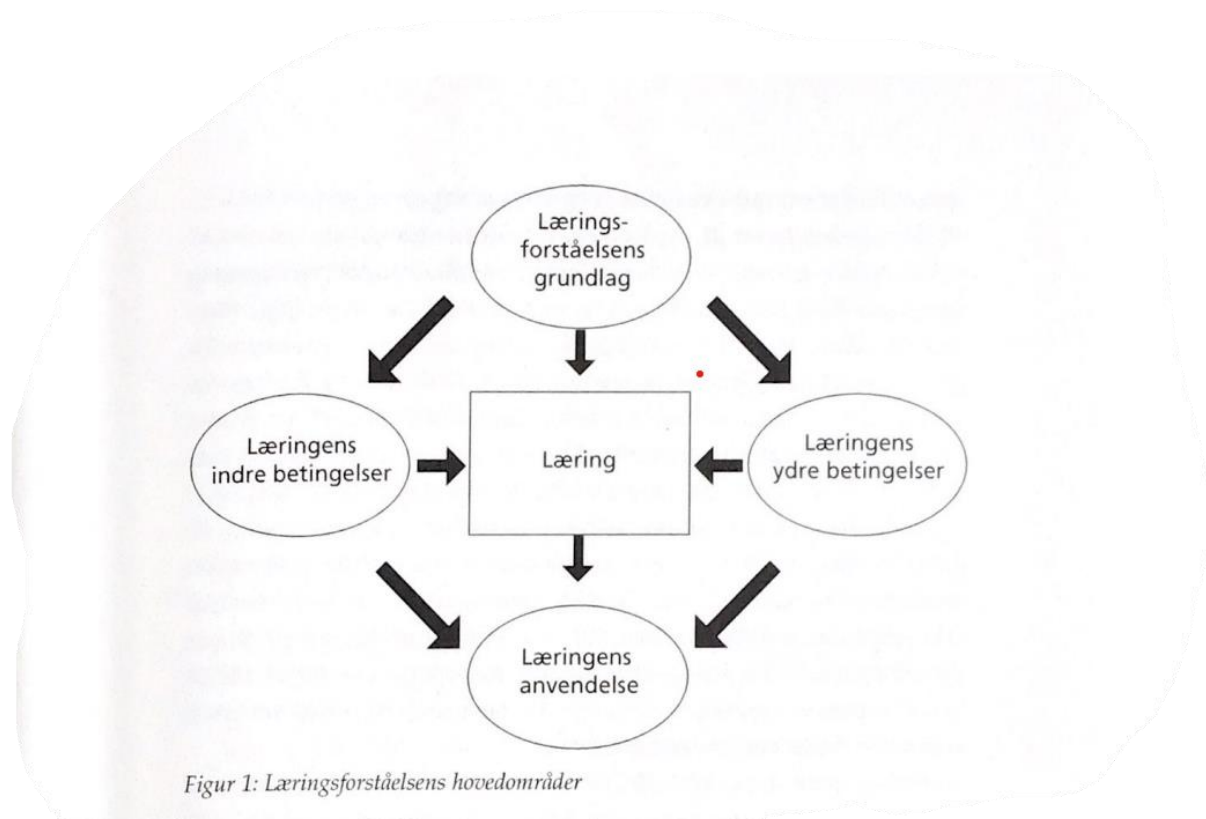 Lærings-
forståelsens
grundlag
Læringens
indre betingelser
Læring
Læringens
ydre betingelser
Læringens
anvendelse
Figur 1: Læringsforståelsens hovedområder